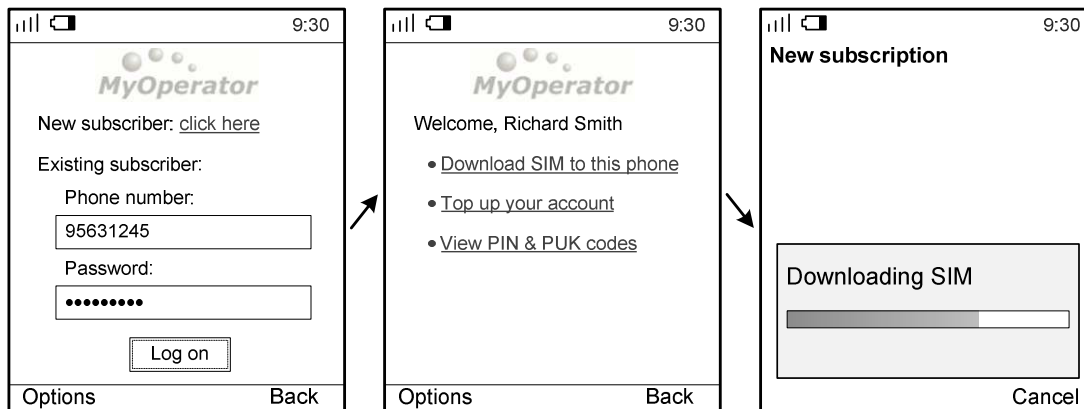 9:30
MyOperator
New subscriber: click here
Existing subscriber:
Phone number:
95631245
Password:
•••••••••
Log on
Options Back
9:30
MyOperator
Welcome, Richard Smith
• Download SIM to this phone
• Top up your account
• View PIN & PUK codes
Options Back
9:30
New subscription
Downloading SIM
Cancel